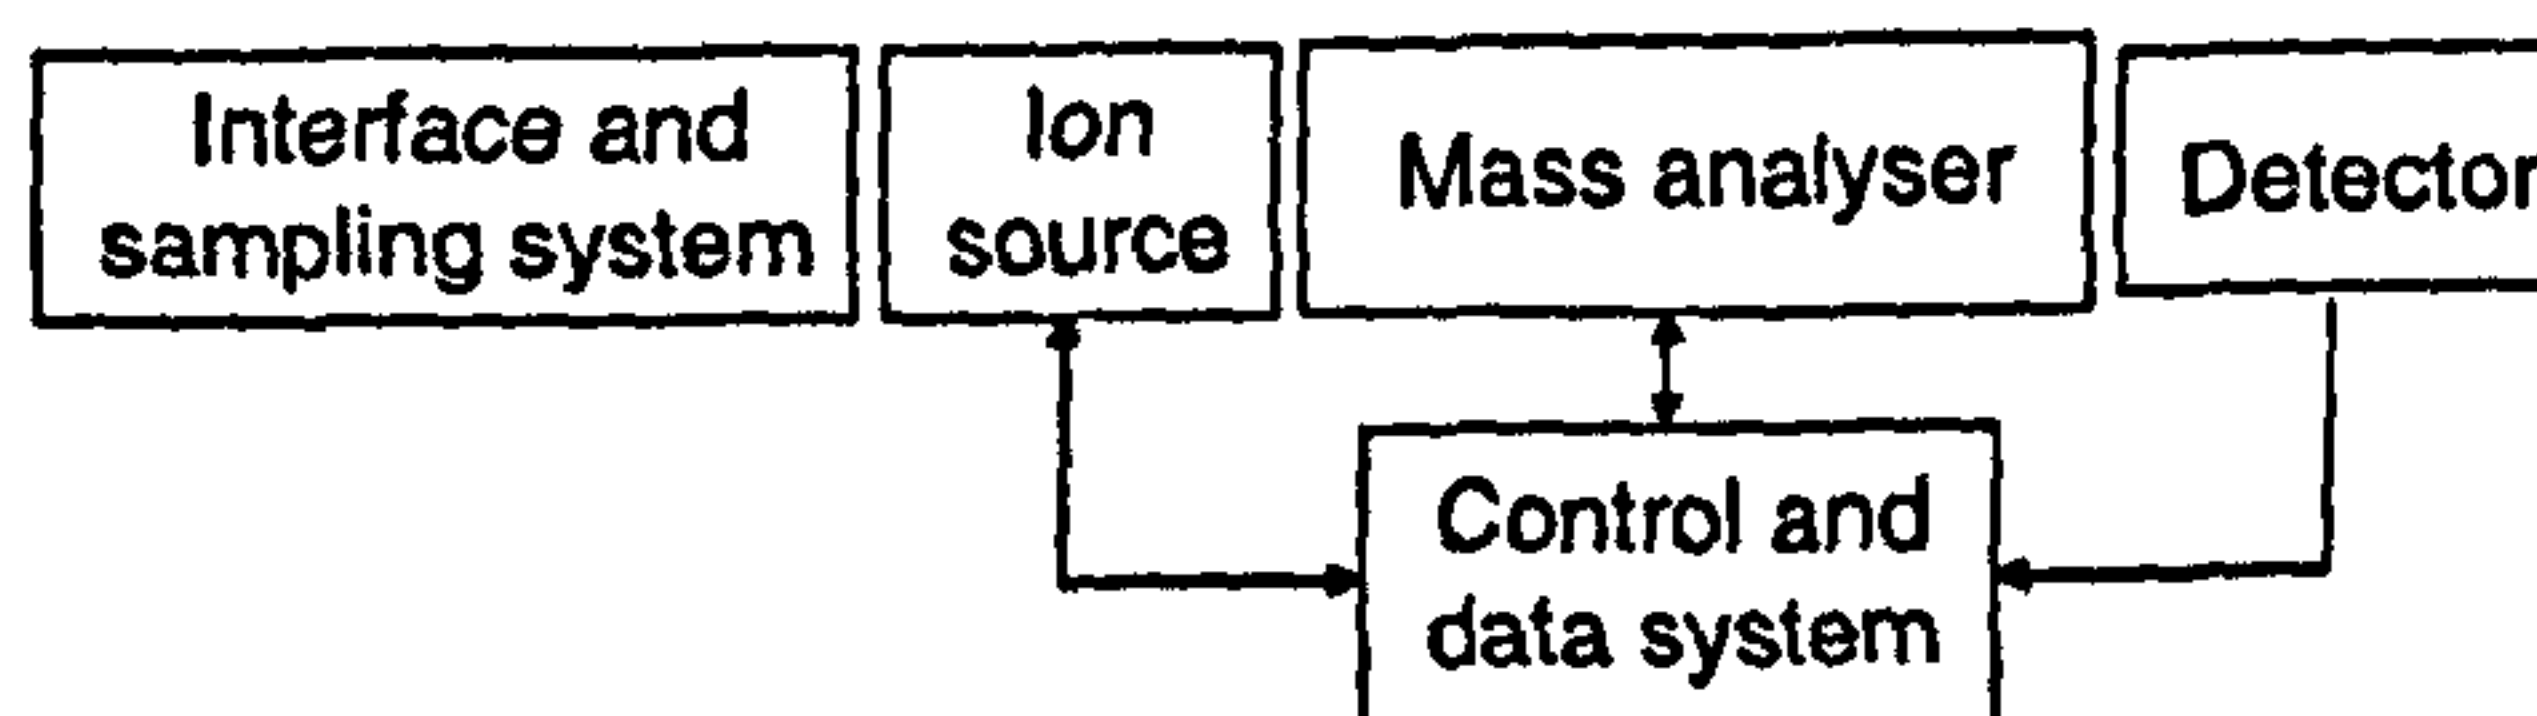 Interface and
sampling system
Ion
source
Mass analyser
Detector
Control and
data system